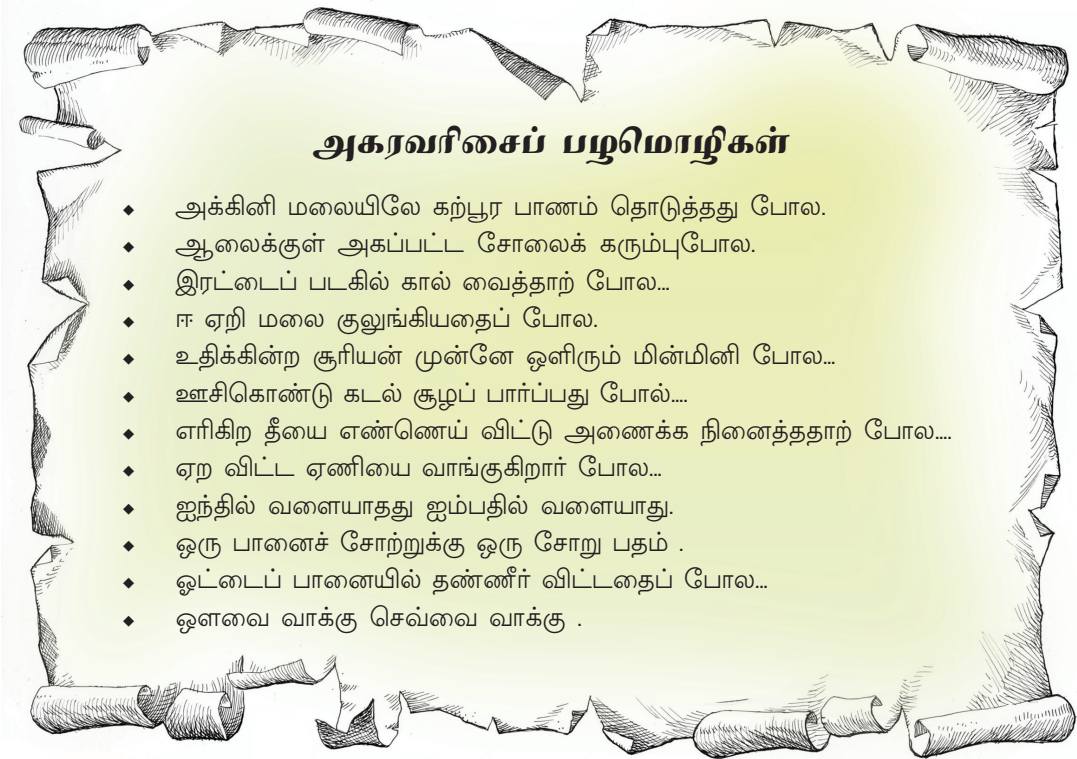 அகரவரிசைப் பழமொழிகள்
◆ அக்கினி மலையிலே கற்பூர பாணம் தொடுத்தது போல.
◆ ஆலைக்குள் அகப்பட்ட சோலைக் கரும்புபோல.
◆ இரட்டைப் படகில் கால் வைத்தாற் போல...
◆ ஈ ஏறி மலை குலுங்கியதைப் போல.
◆ உதிக்கின்ற சூரியன் முன்னே ஒளிரும் மின்மினி போல...
◆ ஊசிகொண்டு கடல் சூழப் பார்ப்பது போல்....
◆ எரிகிற தீயை எண்ணெய் விட்டு அணைக்க நினைத்ததாற் போல....
◆ ஏற விட்ட ஏணியை வாங்குகிறார் போல...
◆ ஐந்தில் வளையாதது ஐம்பதில் வளையாது.
◆ ஒரு பானைச் சோற்றுக்கு ஒரு சோறு பதம் .
◆ ஓட்டைப் பானையில் தண்ணீர் விட்டதைப் போல...
◆ ஔவை வாக்கு செவ்வை வாக்கு .